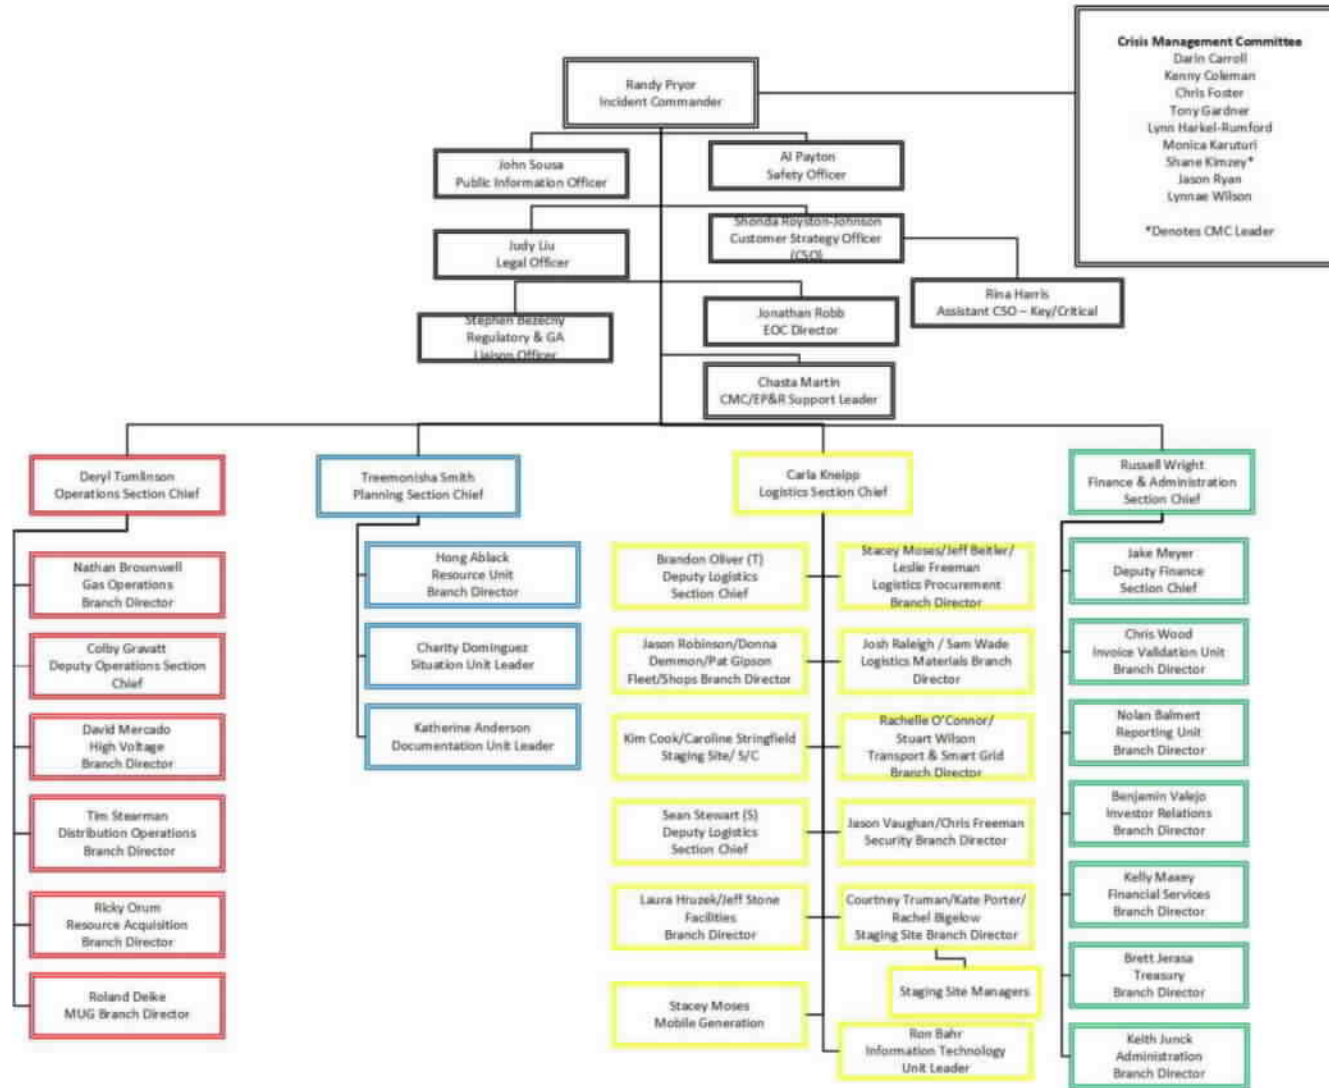 Crisis Management Committee
Darin Carroll
Kenny Coleman
Chris Foster
Tony Gardner
Lynn Harkel-Rumford
Monica Karuturi
Shane Kimzey*
Jason Ryan
Lynnae Wilson
*Denotes CMC Leader
Randy Pryor
Incident Commander
John Sousa
Public Information Officer
Al Payton
Safety Officer
Judy Liu
Legal Officer
Shonda Royston-Johnson
Customer Strategy Officer
(CSO)
Rina Harris
Assistant CSO – Key/Critical
Stephen Bezecny
Regulatory & GA
Liaison Officer
Jonathan Robb
EOC Director
Chasta Martin
CMC/EP&R Support Leader
Deryl Tumlinson
Operations Section Chief
Nathan Brownwell
Gas Operations
Branch Director
Colby Gravatt
Deputy Operations Section
Chief
David Mercado
High Voltage
Branch Director
Tim Stearman
Distribution Operations
Branch Director
Ricky Orum
Resource Acquisition
Branch Director
Roland Deike
MUG Branch Director
Treemonisha Smith
Planning Section Chief
Hong Ablack
Resource Unit
Branch Director
Charity Dominguez
Situation Unit Leader
Katherine Anderson
Documentation Unit Leader
Carla Kneipp
Logistics Section Chief
Brandon Oliver (T)
Deputy Logistics
Section Chief
Stacey Moses/Jeff Beitler/
Leslie Freeman
Logistics Procurement
Branch Director
Jason Robinson/Donna
Demmon/Pat Gipson
Fleet/Shops Branch Director
Josh Raleigh / Sam Wade
Logistics Materials Branch
Director
Kim Cook/Caroline Stringfield
Staging Site/ S/C
Rachelle O'Connor/
Stuart Wilson
Transport & Smart Grid
Branch Director
Sean Stewart (S)
Deputy Logistics
Section Chief
Jason Vaughan/Chris Freeman
Security Branch Director
Laura Hruzek/Jeff Stone
Facilities
Branch Director
Courtney Truman/Kate Porter/
Rachel Bigelow
Staging Site Branch Director
Staging Site Managers
Stacey Moses
Mobile Generation
Ron Bahr
Information Technology
Unit Leader
Russell Wright
Finance & Administration
Section Chief
Jake Meyer
Deputy Finance
Section Chief
Chris Wood
Invoice Validation Unit
Branch Director
Nolan Balmert
Reporting Unit
Branch Director
Benjamin Valejo
Investor Relations
Branch Director
Kelly Maxey
Financial Services
Branch Director
Brett Jerasa
Treasury
Branch Director
Keith Junck
Administration
Branch Director